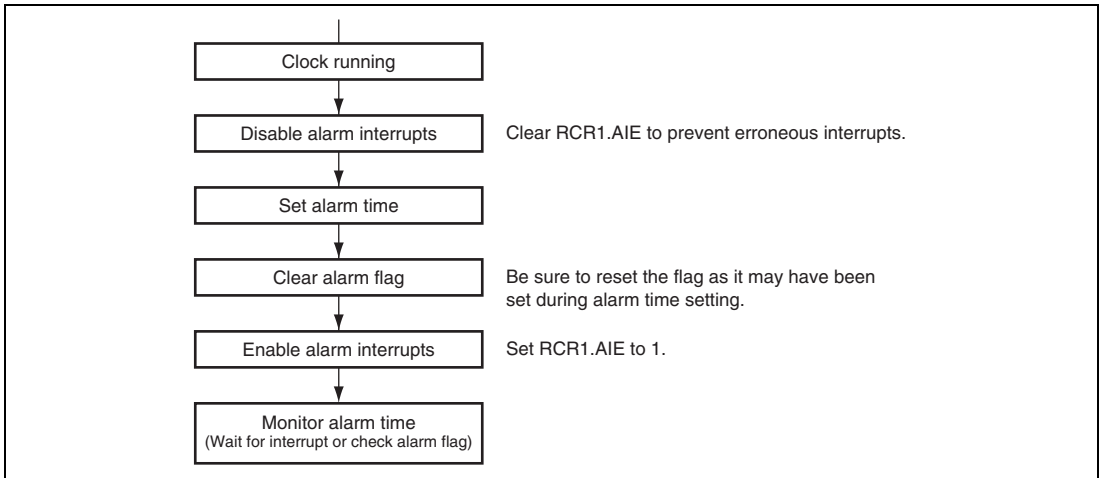 Clock running
Disable alarm interrupts
Clear RCR1.AIE to prevent erroneous interrupts.
Set alarm time
Clear alarm flag
Be sure to reset the flag as it may have been
set during alarm time setting.
Enable alarm interrupts
Set RCR1.AIE to 1.
Monitor alarm time
(Wait for interrupt or check alarm flag)